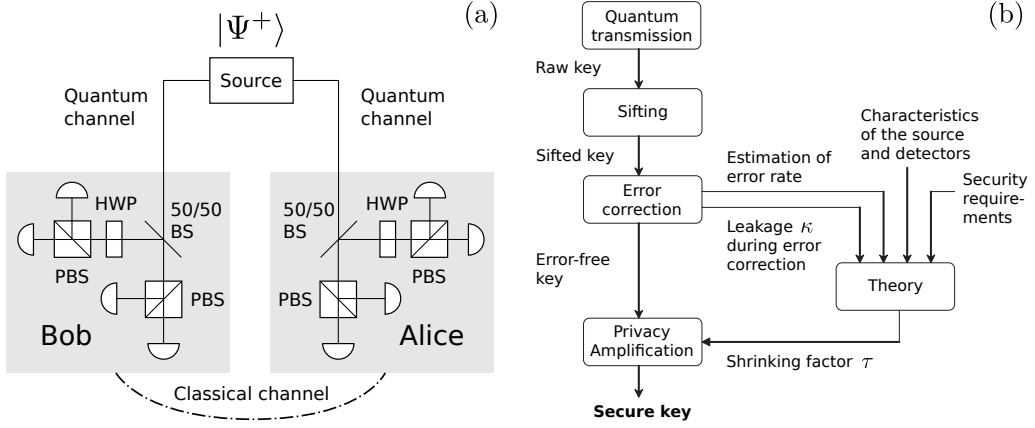 (a)
|Ψ⁺⟩
Source
Quantum
channel
Quantum
channel
HWP
50/50
BS
PBS
PBS
Bob
50/50
BS
HWP
PBS
PBS
Alice
Classical channel
(b)
Quantum
transmission
Raw key
Sifting
Sifted key
Error
correction
Estimation of
error rate
Characteristics
of the source
and detectors
Security
require-
ments
Leakage κ
during error
correction
Theory
Error-free
key
Privacy
Amplification
Shrinking factor τ
Secure key